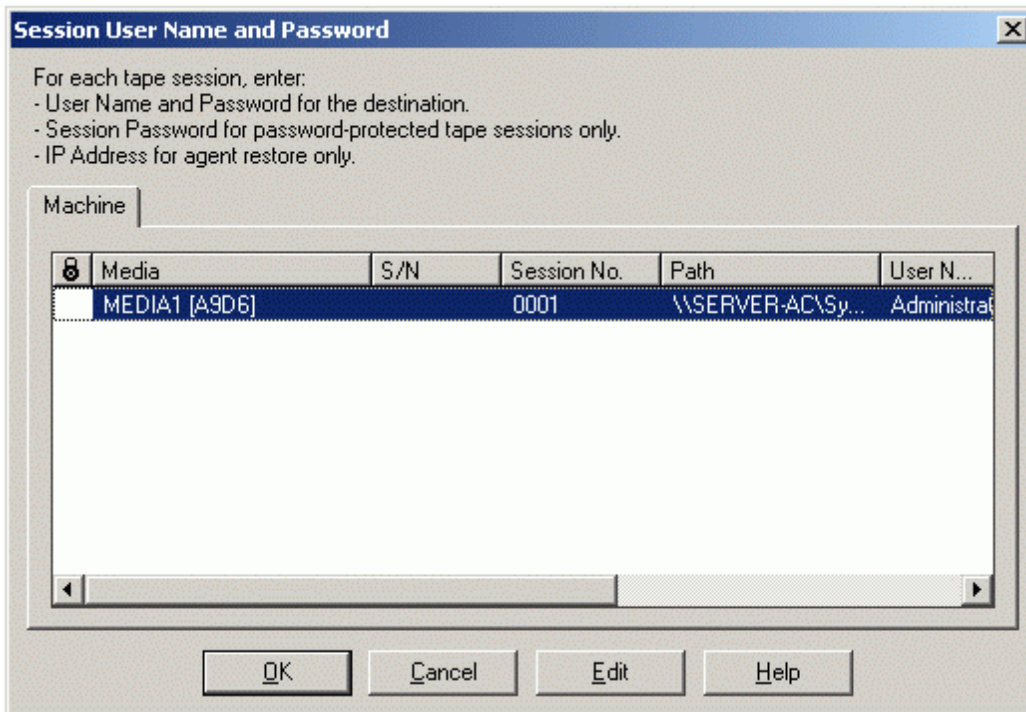 Session User Name and Password
For each tape session, enter:
- User Name and Password for the destination.
- Session Password for password-protected tape sessions only.
- IP Address for agent restore only.
Machine
Media S/N Session No. Path User N...
MEDIA1 [A9D6] 0001 \\SERVER-AC\Sy... Administra
OK Cancel Edit Help